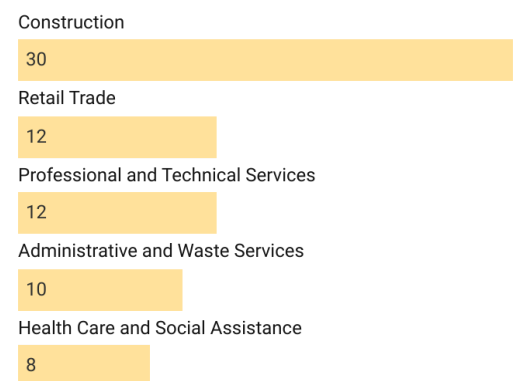 Construction
30
Retail Trade
12
Professional and Technical Services
12
Administrative and Waste Services
10
Health Care and Social Assistance
8